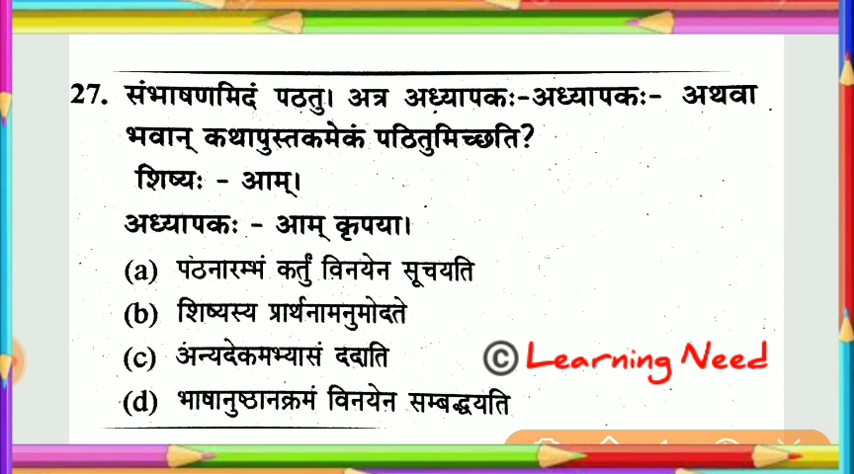 27. संभाषणमिदं पठतु। अत्र अध्यापकः-अध्यापकः- अथवा
भवान् कथापुस्तकमेकं पठितुमिच्छति?
शिष्यः - आम्।
अध्यापकः - आम् कृपया।
(a) पठनारम्भं कर्तुं विनयेन सूचयति
(b) शिष्यस्य प्रार्थनामनुमोदते
(c) अन्यदेकमभ्यासं ददाति
© Learning Need
(d) भाषानुष्ठानक्रमं विनयेन सम्बद्धयति